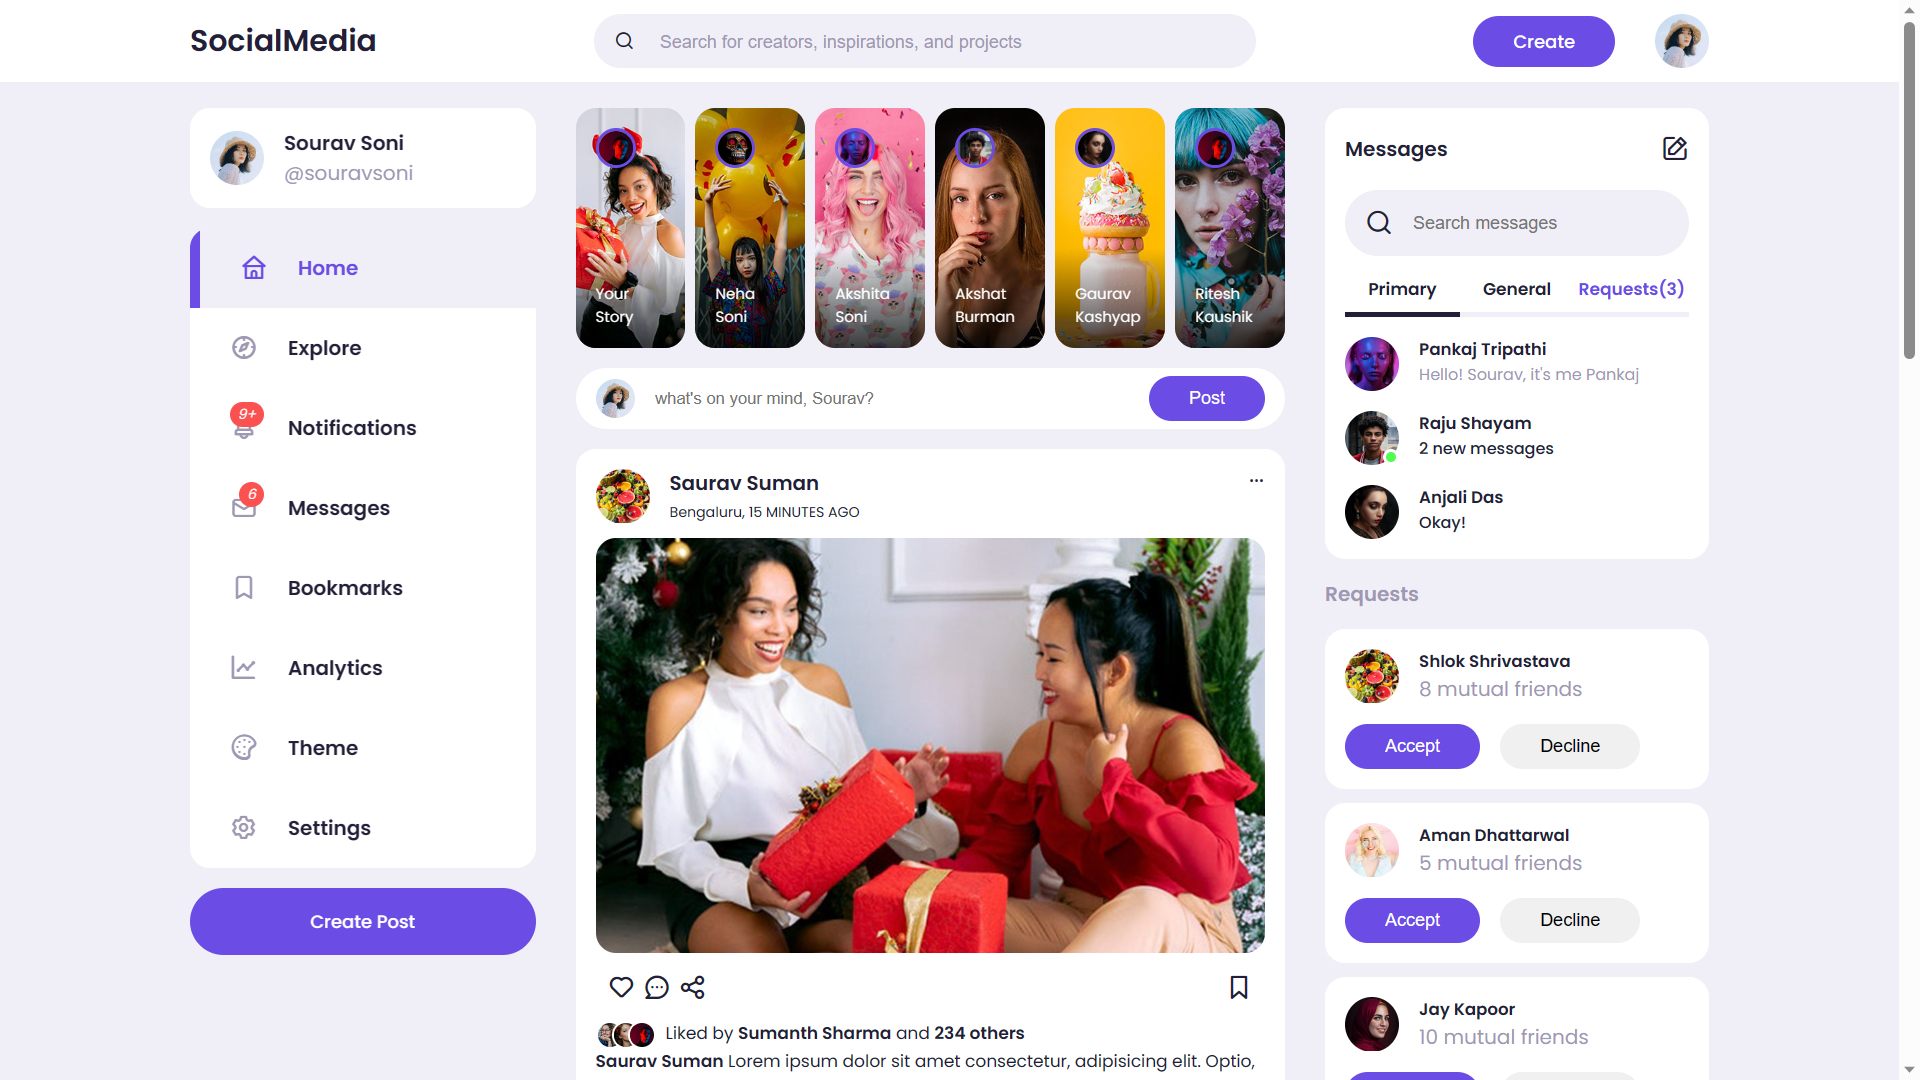 SocialMedia
Search for creators, inspirations, and projects
Create
Sourav Soni
@souravsoni
Home
Explore
9+
Notifications
6
Messages
Bookmarks
Analytics
Theme
Settings
Create Post
Your
Story
Neha
Soni
Akshita
Soni
Akshat
Burman
Gaurav
Kashyap
Ritesh
Kaushik
what's on your mind, Sourav?
Post
Saurav Suman
Bengaluru, 15 MINUTES AGO
Liked by Sumanth Sharma and 234 others
Saurav Suman Lorem ipsum dolor sit amet consectetur, adipisicing elit. Optio,
Messages
Search messages
Primary
General
Requests(3)
Pankaj Tripathi
Hello! Sourav, it's me Pankaj
Raju Shayam
2 new messages
Anjali Das
Okay!
Requests
Shlok Shrivastava
8 mutual friends
Accept
Decline
Aman Dhattarwal
5 mutual friends
Accept
Decline
Jay Kapoor
10 mutual friends